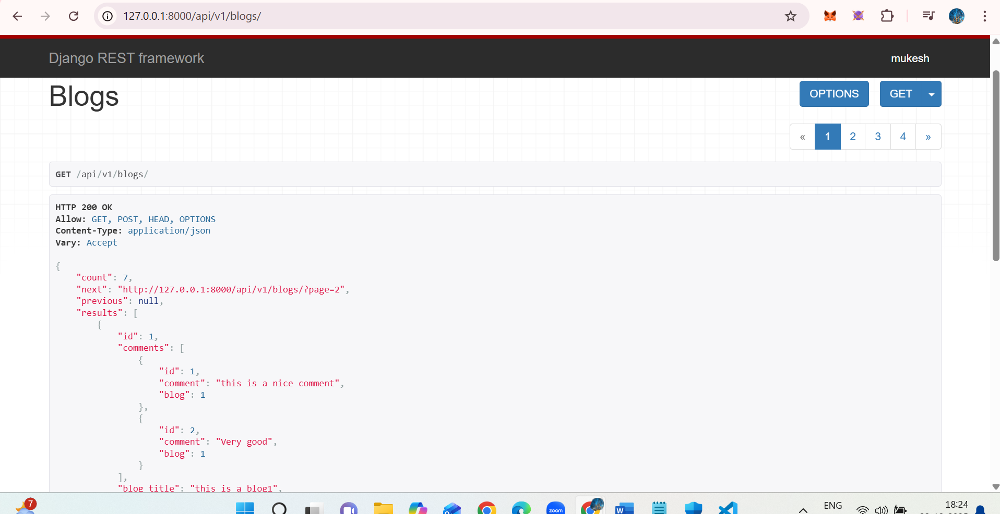 127.0.0.1:8000/api/v1/blogs/
Django REST framework
mukesh
Blogs
OPTIONS
GET
« 1 2 3 4 »
GET /api/v1/blogs/
HTTP 200 OK
Allow: GET, POST, HEAD, OPTIONS
Content-Type: application/json
Vary: Accept
{
    "count": 7,
    "next": "http://127.0.0.1:8000/api/v1/blogs/?page=2",
    "previous": null,
    "results": [
        {
            "id": 1,
            "comments": [
                {
                    "id": 1,
                    "comment": "this is a nice comment",
                    "blog": 1
                },
                {
                    "id": 2,
                    "comment": "Very good",
                    "blog": 1
                }
            ],
            "blog_title": "this is a blog1",
7
zoom
W
ENG
18:24